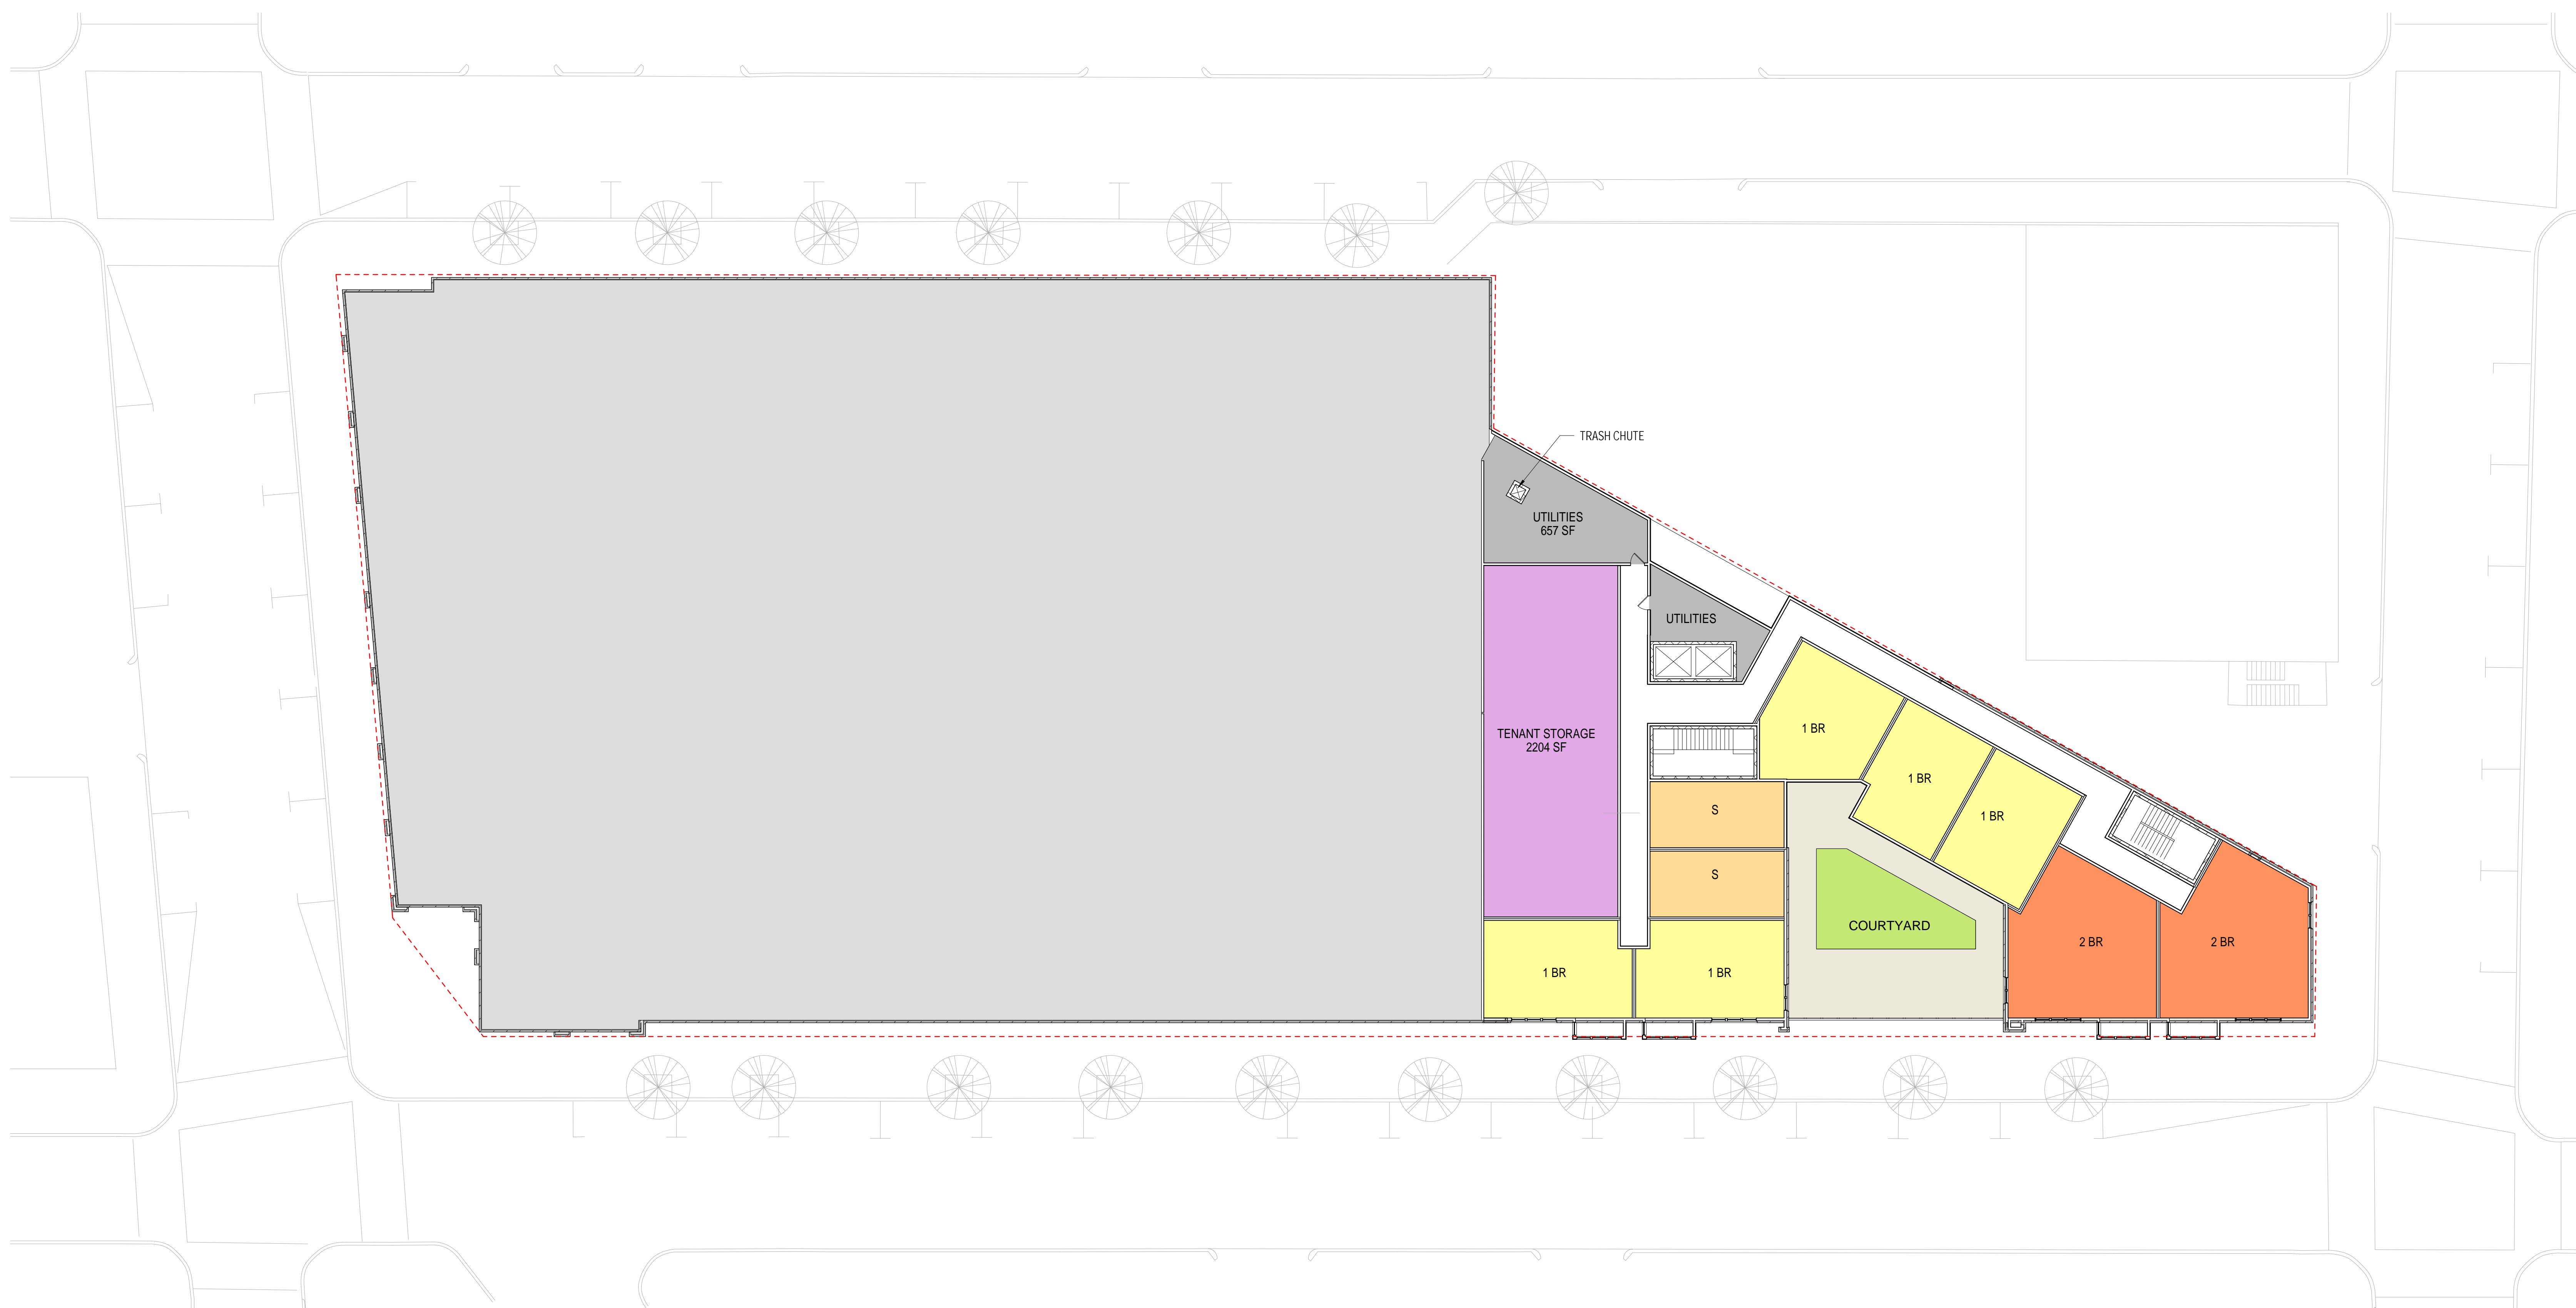 TRASH CHUTE
UTILITIES
657 SF
UTILITIES
TENANT STORAGE
2204 SF
1 BR
1 BR
1 BR
S
S
COURTYARD
2 BR
2 BR
1 BR
1 BR